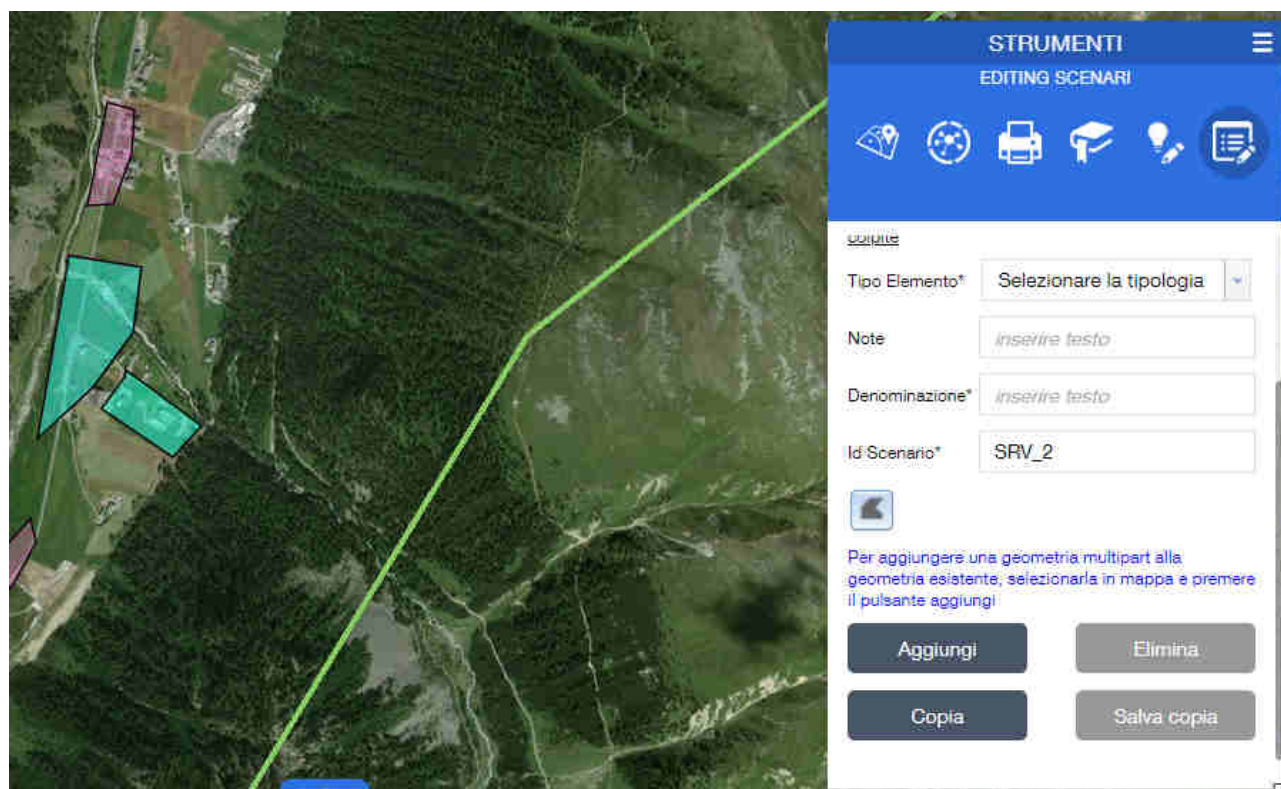 STRUMENTI
EDITING SCENARI
colpite
Tipo Elemento*
Selezionare la tipologia
Note
inserire testo
Denominazione*
inserire testo
Id Scenario*
SRV_2
Per aggiungere una geometria multipart alla
geometria esistente, selezionarla in mappa e premere
il pulsante aggiungi
Aggiungi
Elimina
Copia
Salva copia